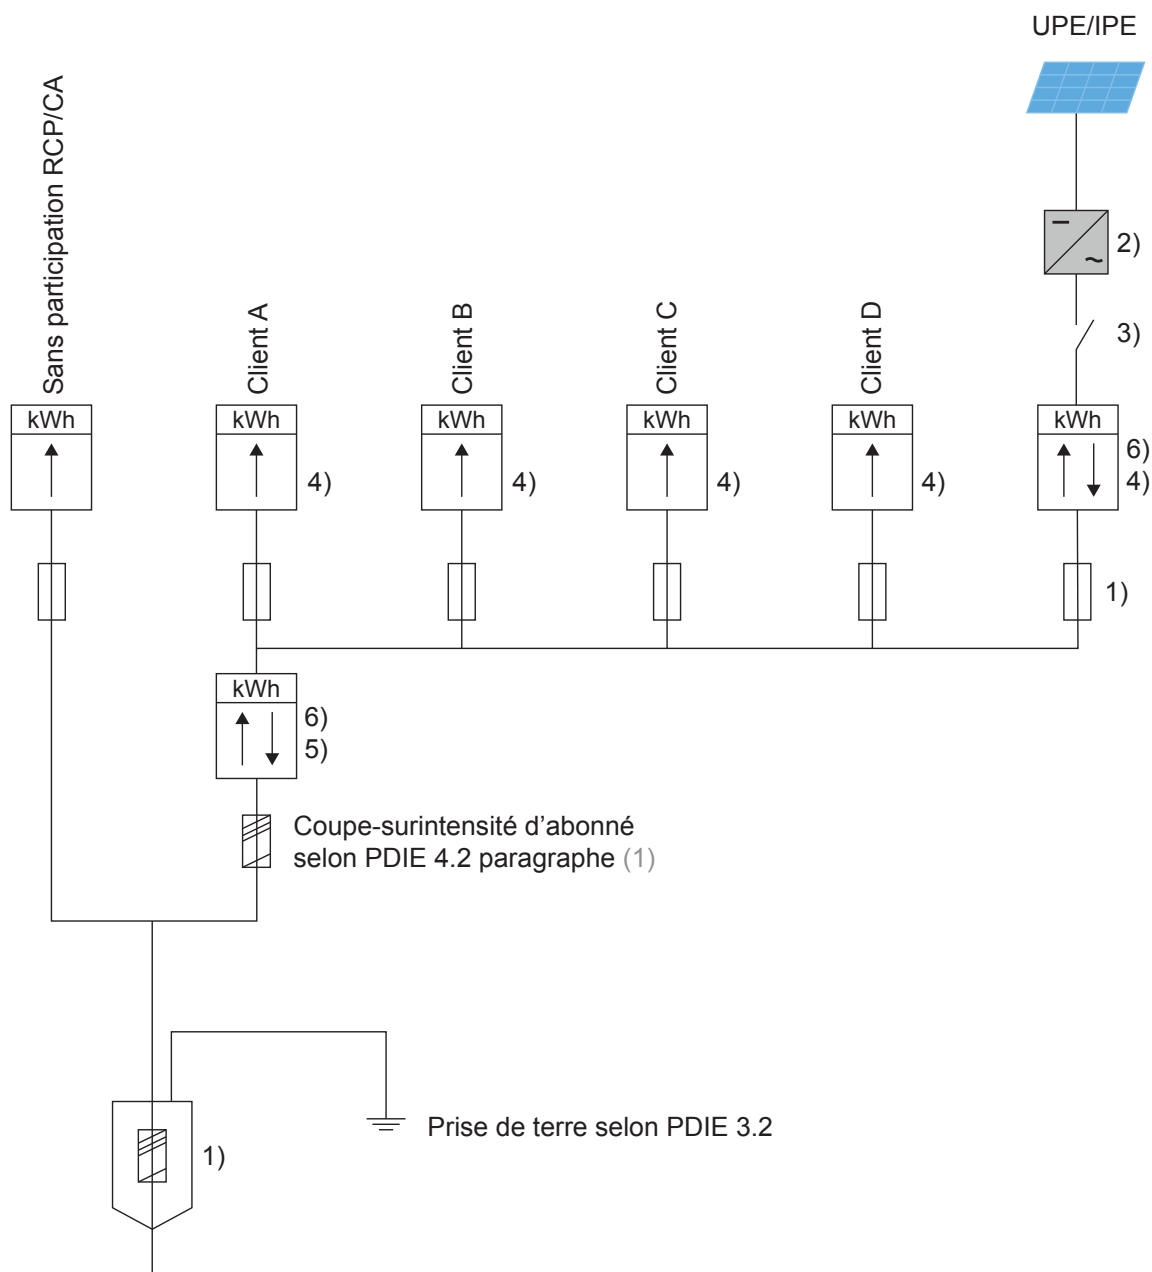 UPE/IPE
Sans participation RCP/CA
Client A
Client B
Client C
Client D
2)
3)
kWh
kWh
kWh
kWh
kWh
kWh
4)
4)
4)
4)
6)
4)
1)
kWh
6)
5)
Coupe-surintensité d’abonné
selon PDIE 4.2 paragraphe (1)
Prise de terre selon PDIE 3.2
1)